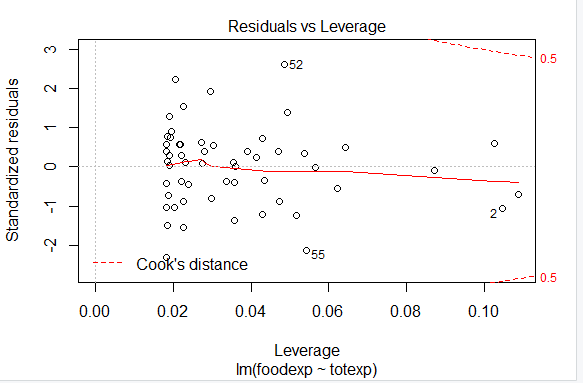 Residuals vs Leverage
Standardized residuals
3
2
1
0
-1
-2
52
0.5
2
55
0.5
Cook's distance
0.00 0.02 0.04 0.06 0.08 0.10
Leverage
lm(foodexp ~ totexp)